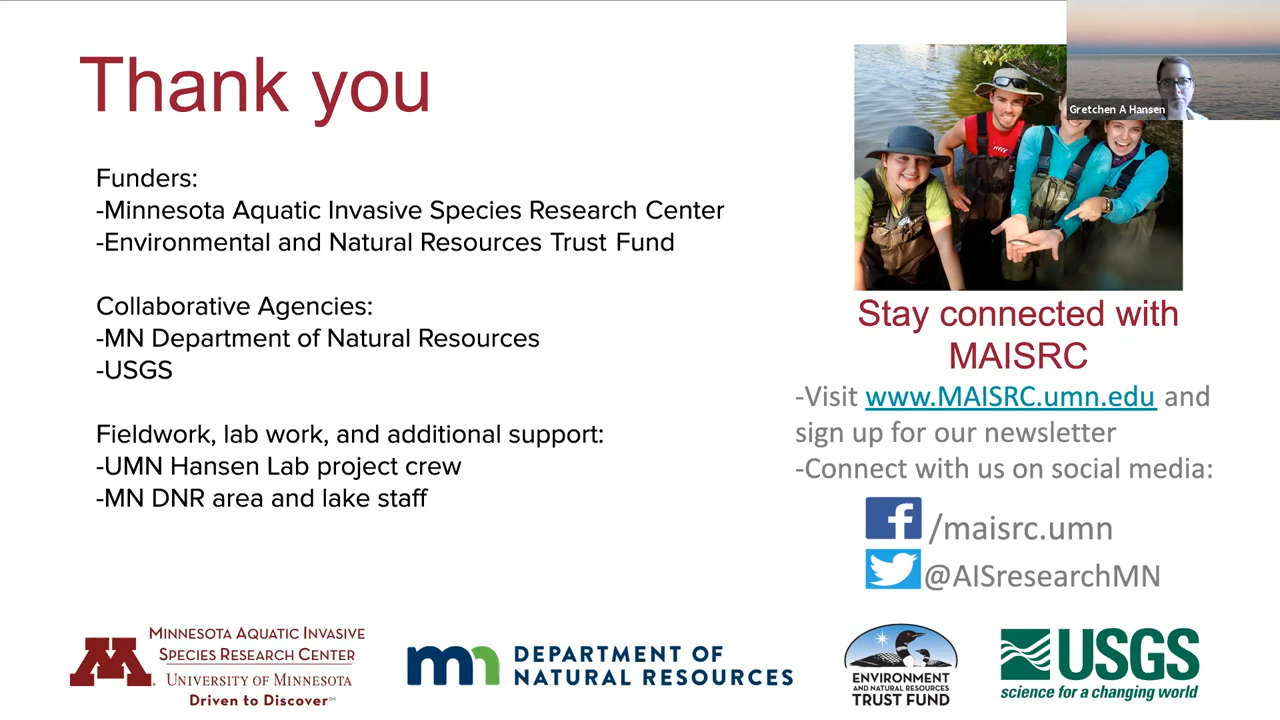 Thank you
Gretchen A Hansen
Funders:
-Minnesota Aquatic Invasive Species Research Center
-Environmental and Natural Resources Trust Fund
Collaborative Agencies:
-MN Department of Natural Resources
-USGS
Fieldwork, lab work, and additional support:
-UMN Hansen Lab project crew
-MN DNR area and lake staff
Stay connected with
MAISRC
-Visit www.MAISRC.umn.edu and
sign up for our newsletter
-Connect with us on social media:
/maisrc.umn
@AISresearchMN
MINNESOTA AQUATIC INVASIVE
SPECIES RESEARCH CENTER
UNIVERSITY OF MINNESOTA
Driven to Discover℠
mn DEPARTMENT OF
NATURAL RESOURCES
ENVIRONMENT
AND NATURAL RESOURCES
TRUST FUND
USGS
science for a changing world